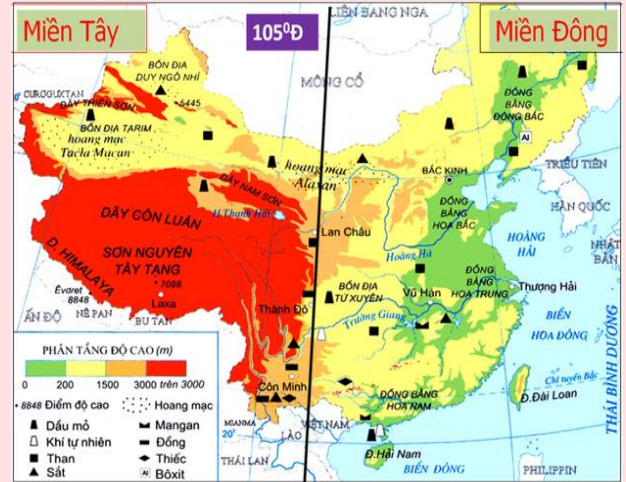 Miền Tây
105⁰Đ
LIÊN BANG NGA
Miền Đông
MÔNG CỔ
BỒN ĐỊA
DUY NGÔ NHĨ
CƯRƠGƯXTAN
DÃY THIÊN SƠN
5445
BỒN ĐỊA TARIM
hoang mạc
Tacla Macan
ĐỒNG
BẰNG
ĐÔNG BẮC
Al
hoang mạc
Alaxan
BẮC KINH
TRIỀU TIÊN
HÀN QUỐC
DÃY NAM SƠN
H.Thanh Hải
DÃY CÔN LUÂN
Lan Châu
ĐỒNG
BẰNG
HOA BẮC
HOÀNG
HẢI
NHẬT
BẢN
SƠN NGUYÊN
TÂY TẠNG
Hoàng Hà
D. HIMALAYA
7088
Êvơret
8848
Laxa
BỒN ĐỊA
TỨ XUYÊN
Vũ Hán
ĐỒNG
BẰNG
HOA TRUNG
Thượng Hải
ẤN ĐỘ
NÊ PAN
BU TAN
Thành Đô
Trường Giang
BIỂN
HOA ĐÔNG
THÁI BÌNH DƯƠNG
PHÂN TẦNG ĐỘ CAO (m)
0 200 1500 3000 trên 3000
Côn Minh
ĐỒNG BẰNG
HOA NAM
Chí tuyến Bắc
Đ.Đài Loan
8848 Điểm độ cao
Hoang mạc
Dầu mỏ
Mangan
Khí tự nhiên
Đồng
Than
Thiếc
Sắt
Al Bôxit
MIANMA
20°
LÀO
VIỆT NAM
THÁI LAN
Đ.Hải Nam
BIỂN ĐÔNG
PHILIPPIN